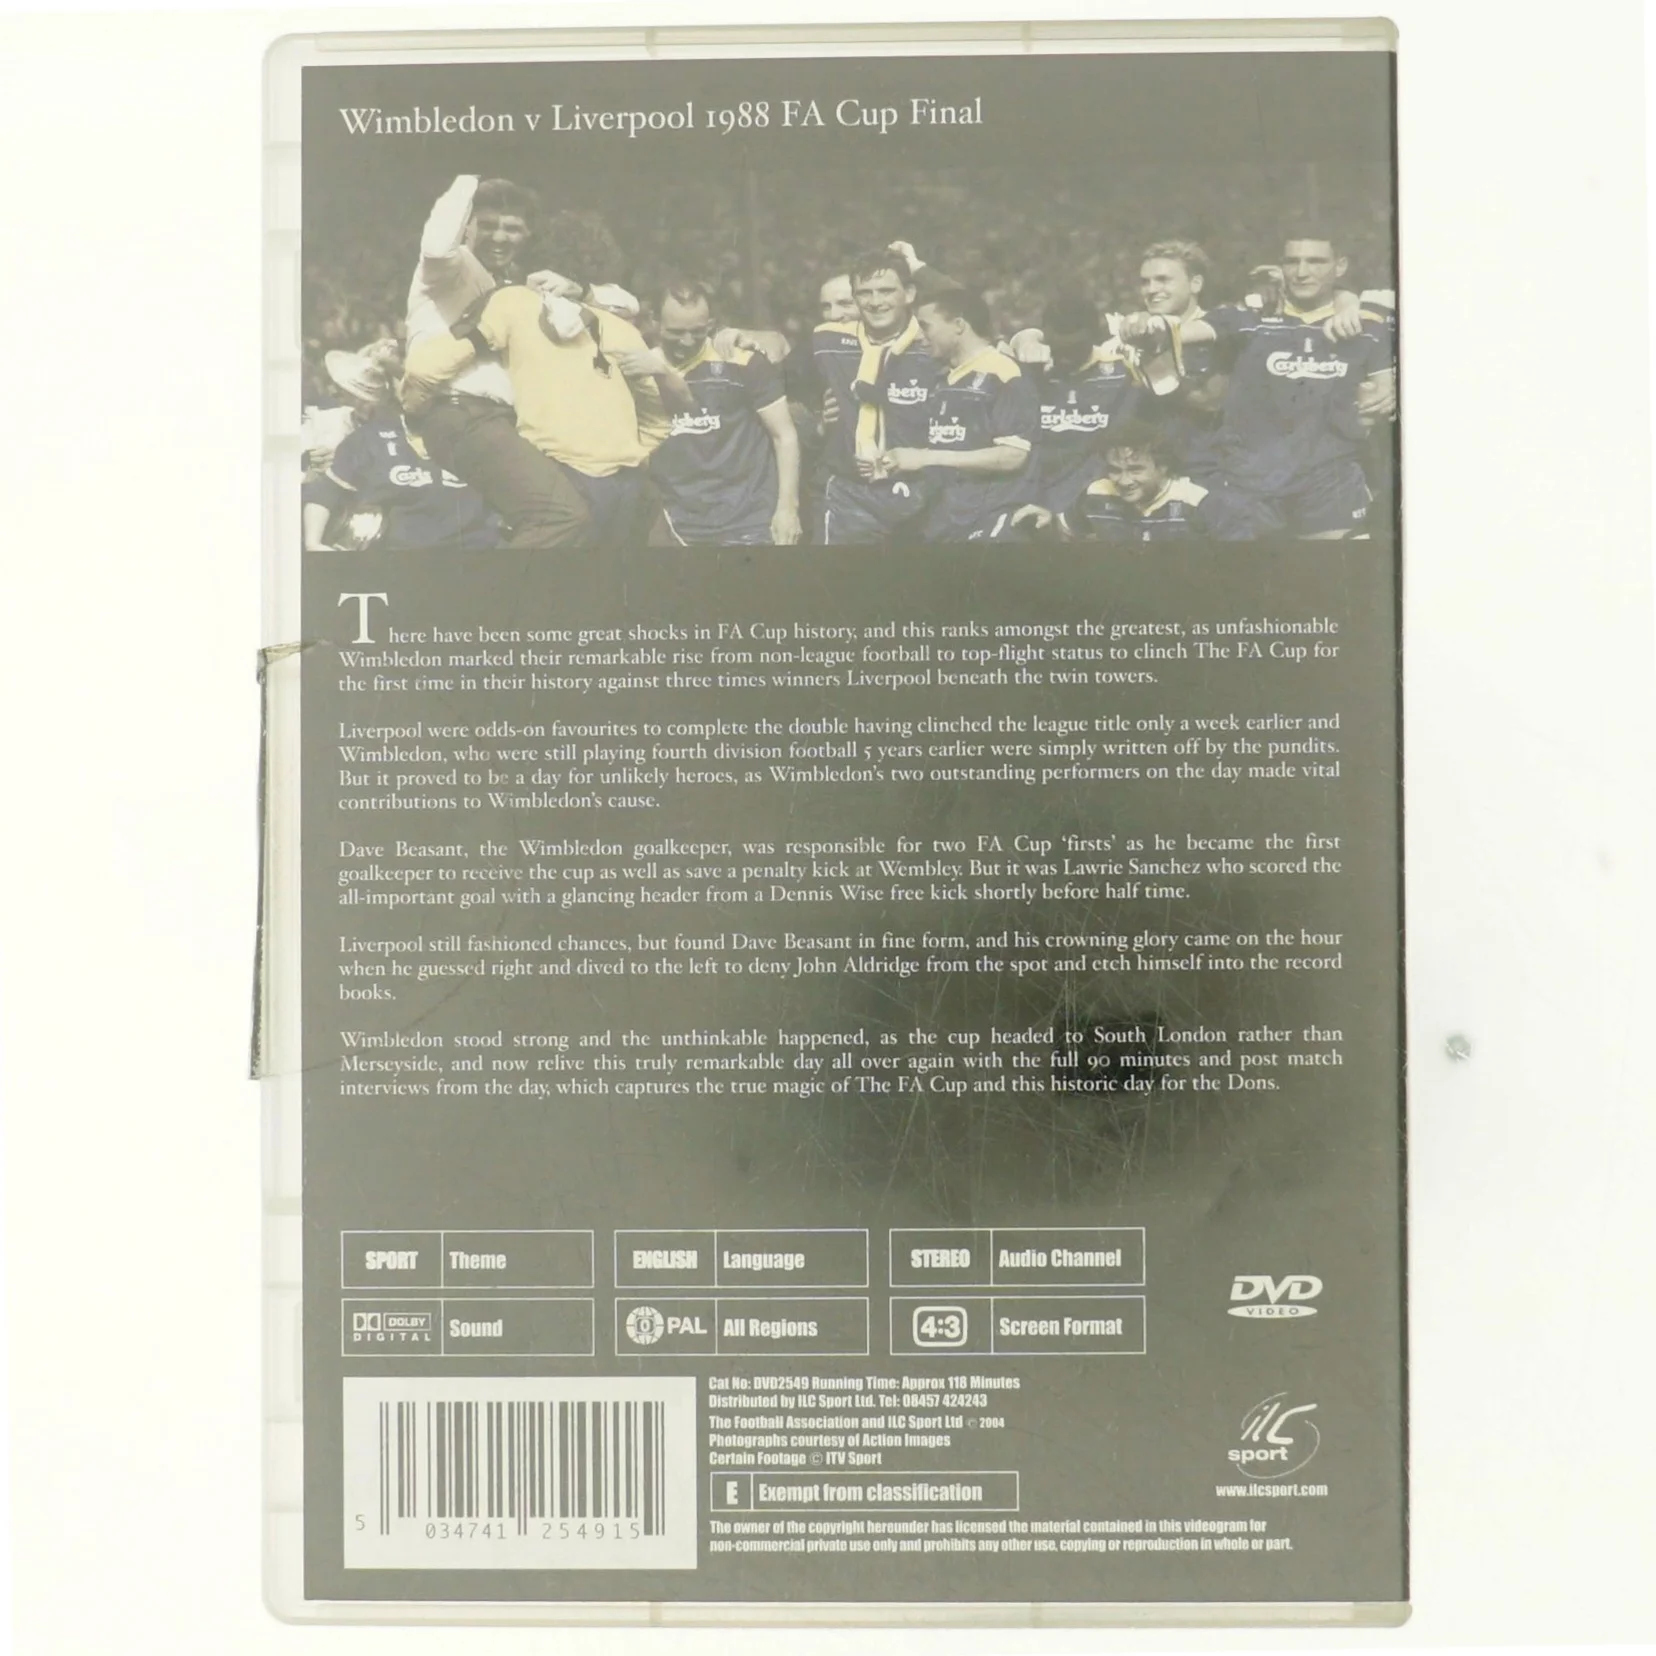 Wimbledon v Liverpool 1988 FA Cup Final
Carlsberg
arlsberg
There have been some great shocks in FA Cup history, and this ranks amongst the greatest, as unfashionable
Wimbledon marked their remarkable rise from non-league football to top-flight status to clinch The FA Cup for
the first time in their history against three times winners Liverpool beneath the twin towers.
Liverpool were odds-on favourites to complete the double having clinched the league title only a week earlier and
Wimbledon, who were still playing fourth division football 5 years earlier were simply written off by the pundits.
But it proved to be a day for unlikely heroes, as Wimbledon's two outstanding performers on the day made vital
contributions to Wimbledon's cause.
Dave Beasant, the Wimbledon goalkeeper, was responsible for two FA Cup 'firsts' as he became the first
goalkeeper to receive the cup as well as save a penalty kick at Wembley. But it was Lawrie Sanchez who scored the
all-important goal with a glancing header from a Dennis Wise free kick shortly before half time.
Liverpool still fashioned chances, but found Dave Beasant in fine form, and his crowning glory came on the hour
when he guessed right and dived to the left to deny John Aldridge from the spot and etch himself into the record
books.
Wimbledon stood strong and the unthinkable happened, as the cup headed to South London rather than
Merseyside, and now relive this truly remarkable day all over again with the full 90 minutes and post match
interviews from the day, which captures the true magic of The FA Cup and this historic day for the Dons.
SPORT Theme ENGLISH Language STEREO Audio Channel
DOLBY DIGITAL Sound 0 PAL All Regions 4:3 Screen Format
DVD
VIDEO
Cat No: DVD2549 Running Time: Approx 118 Minutes
Distributed by ILC Sport Ltd. Tel: 08457 424243
The Football Association and ILC Sport Ltd © 2004
Photographs courtesy of Action Images
Certain Footage © ITV Sport
E Exempt from classification
The owner of the copyright hereunder has licensed the material contained in this videogram for
non-commercial private use only and prohibits any other use, copying or reproduction in whole or part.
5 034741 254915
ilc
sport
www.ilcsport.com